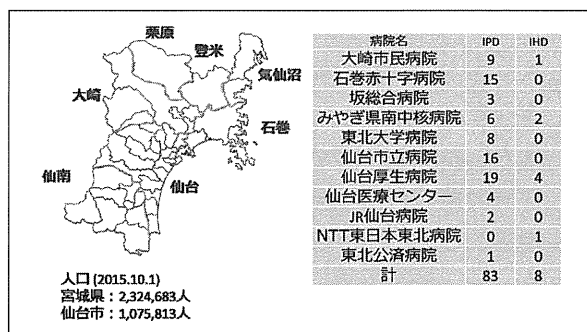 栗原
登米
気仙沼
大崎
石巻
仙南
仙台
人口(2015.10.1)
宮城県：2,324,683人
仙台市：1,075,813人
病院名 IPD IHD
大崎市民病院 9 1
石巻赤十字病院 15 0
坂総合病院 3 0
みやぎ県南中核病院 6 2
東北大学病院 8 0
仙台市立病院 16 0
仙台厚生病院 19 4
仙台医療センター 4 0
JR仙台病院 2 0
NTT東日本東北病院 0 1
東北公済病院 1 0
計 83 8